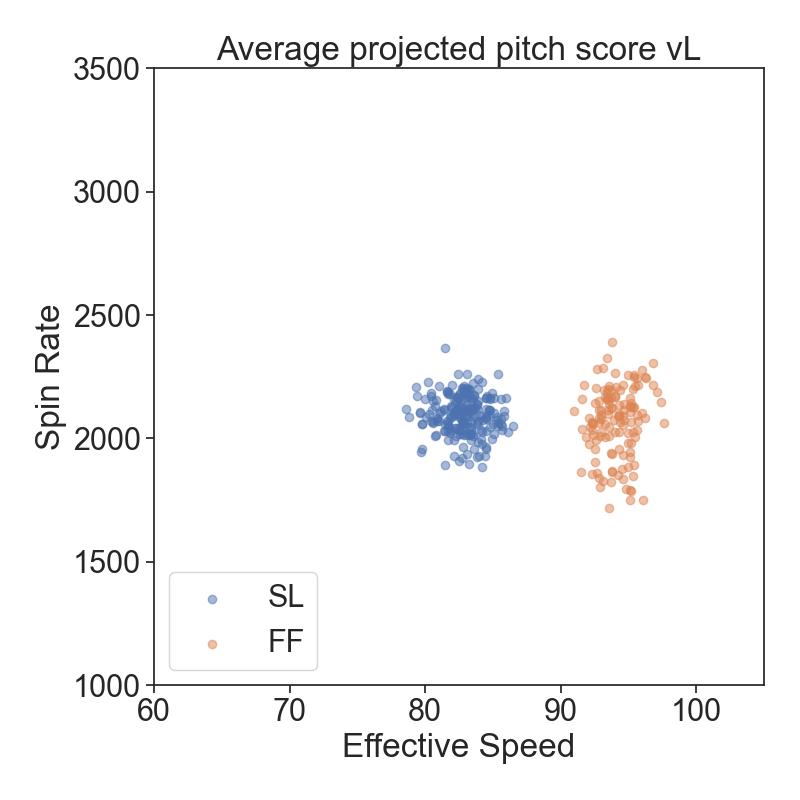 Average projected pitch score vL
3500
3000
2500
2000
1500
1000
Spin Rate
SL
FF
60 70 80 90 100
Effective Speed